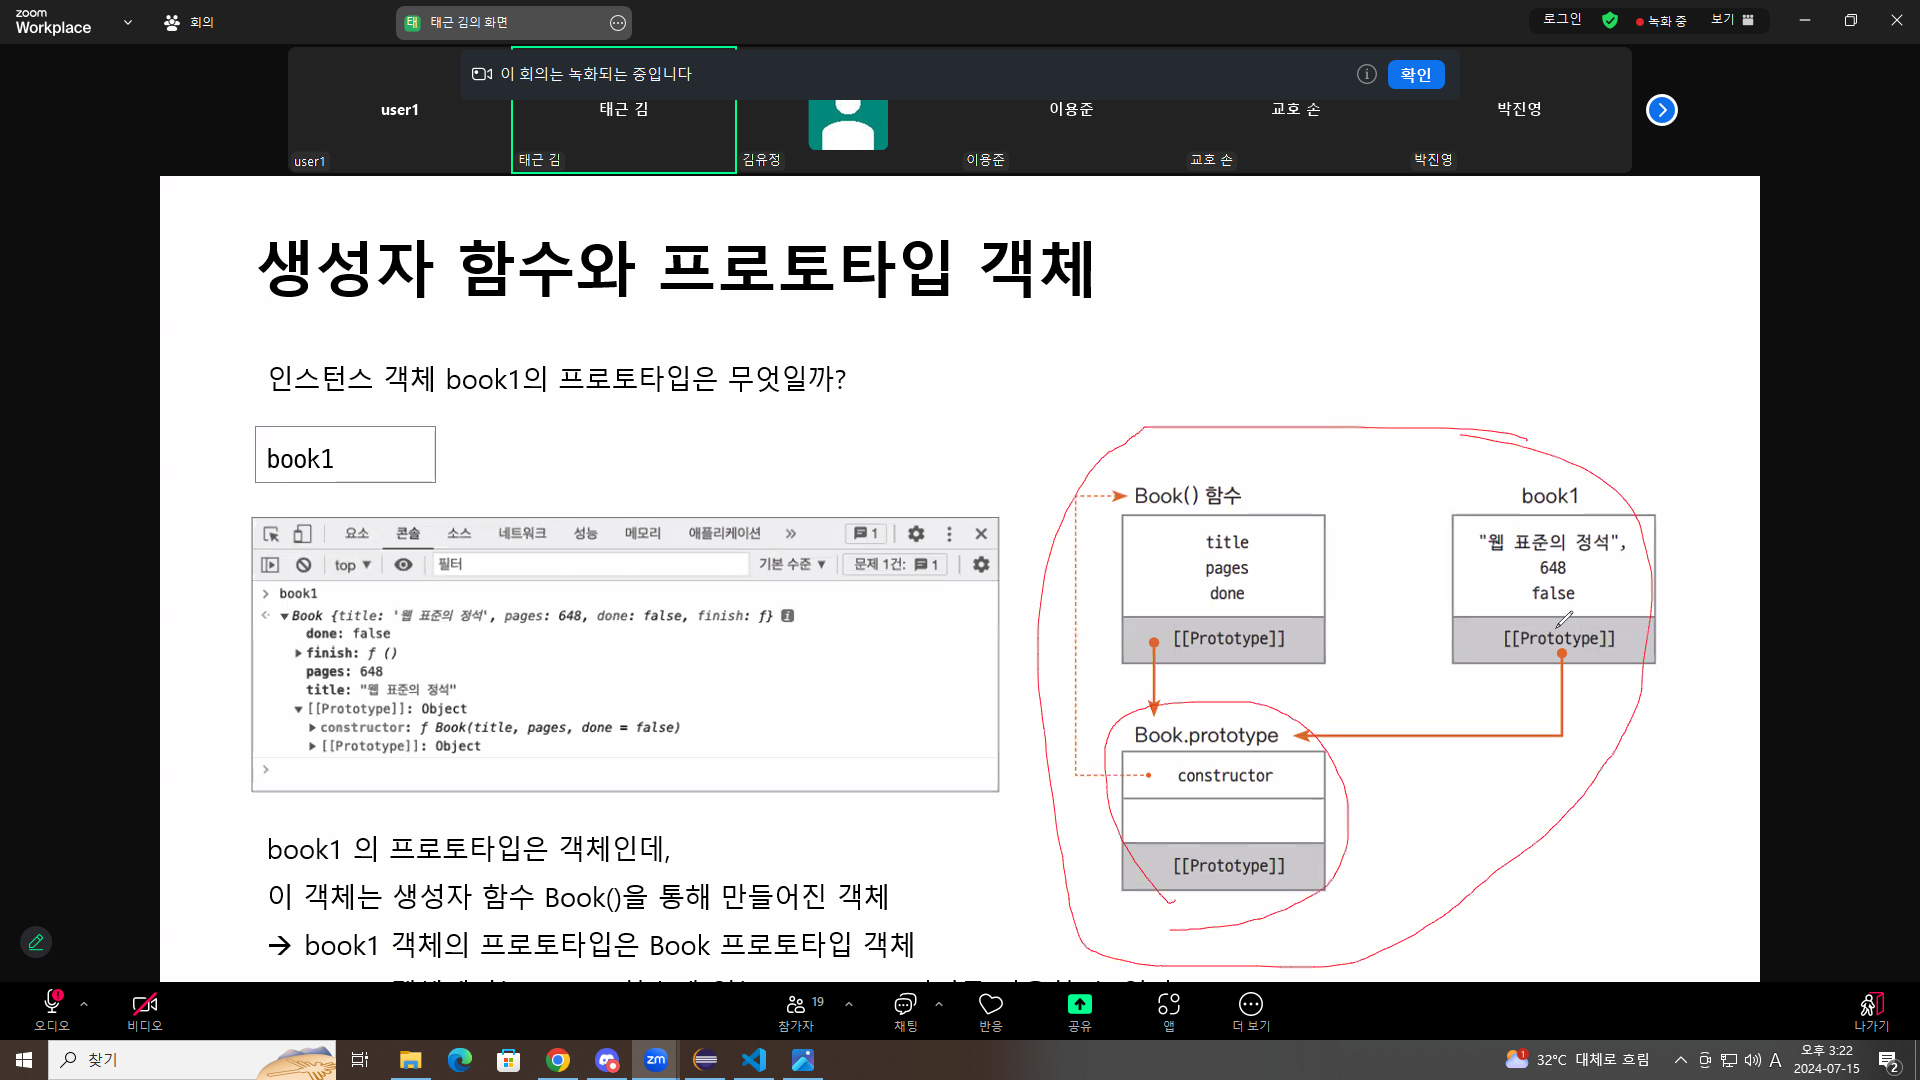 zoom
Workplace
회의
태 태근 김의 화면
로그인
녹화 중
보기
이 회의는 녹화되는 중입니다
확인
user1
태근 김
이용준
교호 손
박진영
user1
태근 김
김유정
이용준
교호 손
박진영
생성자 함수와 프로토타입 객체
인스턴스 객체 book1의 프로토타입은 무엇일까?
book1
요소 콘솔 소스 네트워크 성능 메모리 애플리케이션 » 1
top ▼ 필터 기본 수준 ▼ 문제 1건: 1
> book1
▼Book {title: '웹 표준의 정석', pages: 648, done: false, finish: ƒ} i
done: false
▶finish: ƒ ()
pages: 648
title: "웹 표준의 정석"
▼[[Prototype]]: Object
▶constructor: ƒ Book(title, pages, done = false)
▶[[Prototype]]: Object
>
Book() 함수
title
pages
done
[[Prototype]]
book1
"웹 표준의 정석",
648
false
[[Prototype]]
Book.prototype
constructor
[[Prototype]]
book1 의 프로토타입은 객체인데,
이 객체는 생성자 함수 Book()을 통해 만들어진 객체
→ book1 객체의 프로토타입은 Book 프로토타입 객체
오디오
비디오
19
참가자
채팅
반응
공유
앱
더 보기
나가기
찾기
zm
1
32°C 대체로 흐림
A
오후 3:22
2024-07-15
2